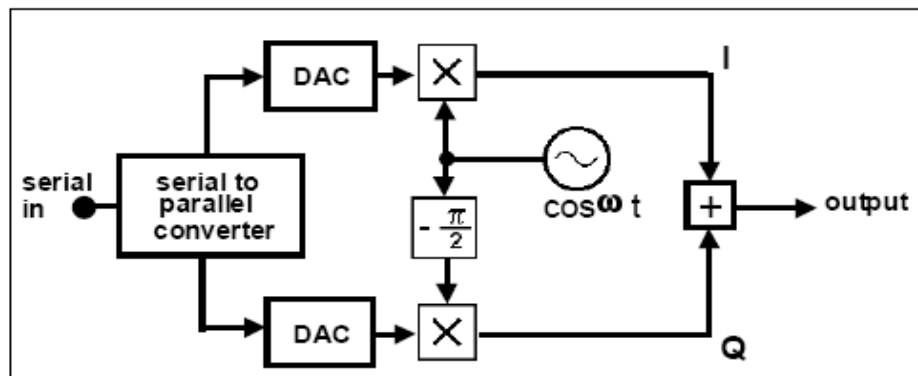 I
DAC
×
serial
in
serial to
parallel
converter
cos ω t
+
output
- π/2
DAC
×
Q